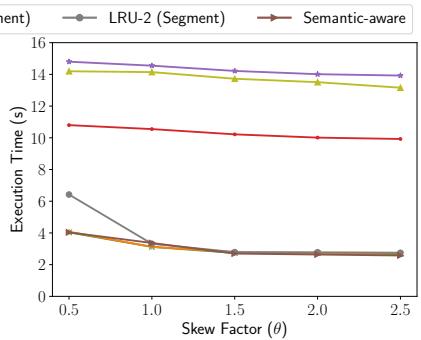 nent) LRU-2 (Segment) Semantic-aware
16
14
12
10
8
6
4
2
0
Execution Time (s)
0.5 1.0 1.5 2.0 2.5
Skew Factor (θ)